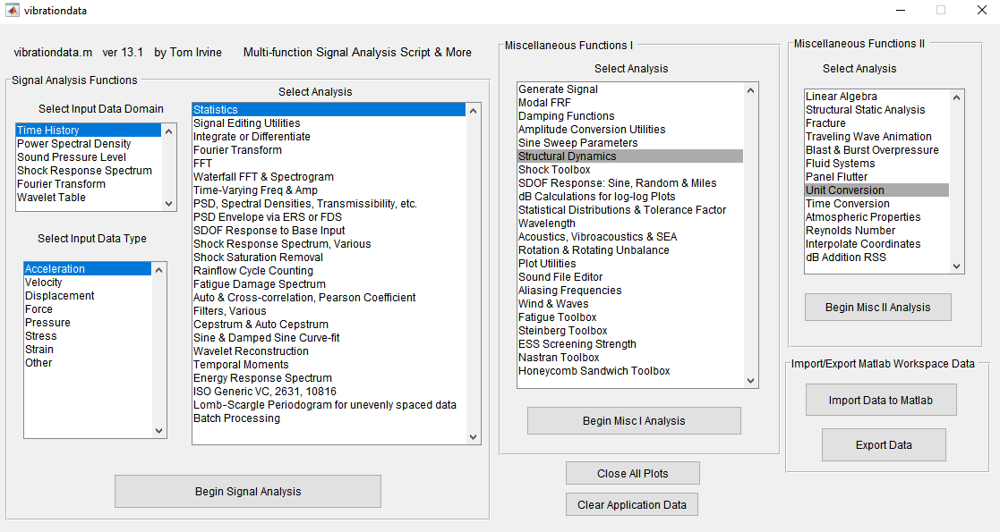 vibrationdata
vibrationdata.m ver 13.1 by Tom Irvine Multi-function Signal Analysis Script & More
Signal Analysis Functions
Select Input Data Domain
Time History
Power Spectral Density
Sound Pressure Level
Shock Response Spectrum
Fourier Transform
Wavelet Table
Select Input Data Type
Acceleration
Velocity
Displacement
Force
Pressure
Stress
Strain
Other
Select Analysis
Statistics
Signal Editing Utilities
Integrate or Differentiate
Fourier Transform
FFT
Waterfall FFT & Spectrogram
Time-Varying Freq & Amp
PSD, Spectral Densities, Transmissibility, etc.
PSD Envelope via ERS or FDS
SDOF Response to Base Input
Shock Response Spectrum, Various
Shock Saturation Removal
Rainflow Cycle Counting
Fatigue Damage Spectrum
Auto & Cross-correlation, Pearson Coefficient
Filters, Various
Cepstrum & Auto Cepstrum
Sine & Damped Sine Curve-fit
Wavelet Reconstruction
Temporal Moments
Energy Response Spectrum
ISO Generic VC, 2631, 10816
Lomb-Scargle Periodogram for unevenly spaced data
Batch Processing
Begin Signal Analysis
Miscellaneous Functions I
Select Analysis
Generate Signal
Modal FRF
Damping Functions
Amplitude Conversion Utilities
Sine Sweep Parameters
Structural Dynamics
Shock Toolbox
SDOF Response: Sine, Random & Miles
dB Calculations for log-log Plots
Statistical Distributions & Tolerance Factor
Wavelength
Acoustics, Vibroacoustics & SEA
Rotation & Rotating Unbalance
Plot Utilities
Sound File Editor
Aliasing Frequencies
Wind & Waves
Fatigue Toolbox
Steinberg Toolbox
ESS Screening Strength
Nastran Toolbox
Honeycomb Sandwich Toolbox
Begin Misc I Analysis
Close All Plots
Clear Application Data
Miscellaneous Functions II
Select Analysis
Linear Algebra
Structural Static Analysis
Fracture
Traveling Wave Animation
Blast & Burst Overpressure
Fluid Systems
Panel Flutter
Unit Conversion
Time Conversion
Atmospheric Properties
Reynolds Number
Interpolate Coordinates
dB Addition RSS
Begin Misc II Analysis
Import/Export Matlab Workspace Data
Import Data to Matlab
Export Data